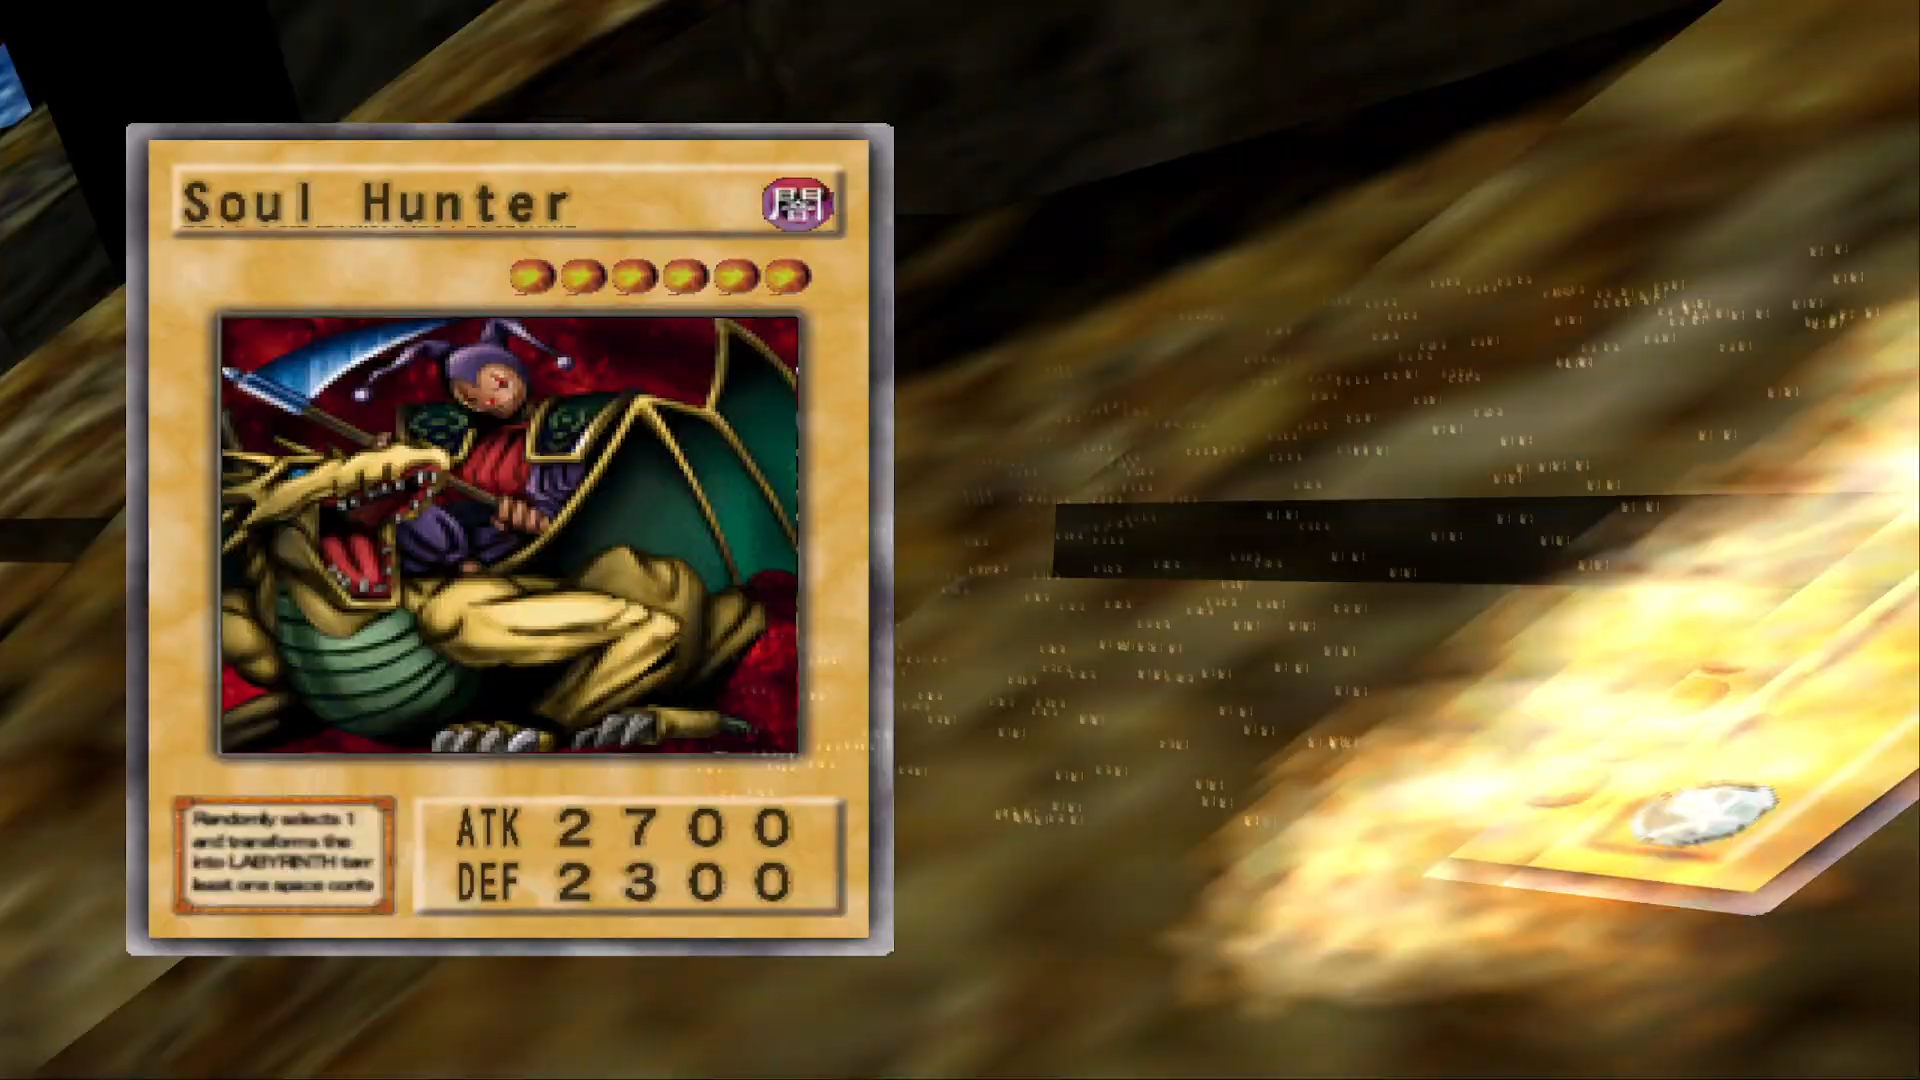 Soul Hunter
闇
Randomly selects 1
and transforms the
into LABYRINTH terr
least one space conta
ATK 2700
DEF 2300